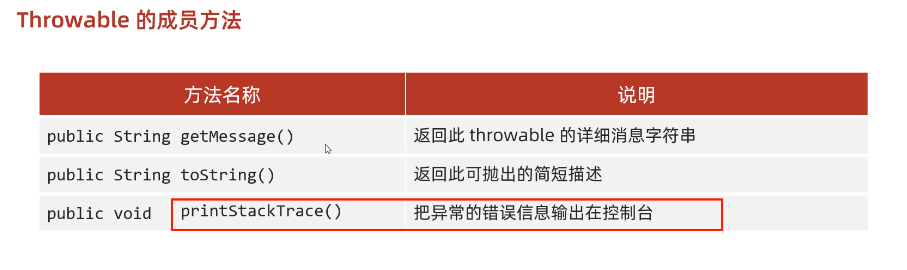 Throwable 的成员方法
方法名称 说明
public String getMessage() 返回此 throwable 的详细消息字符串
public String toString() 返回此可抛出的简短描述
public void printStackTrace() 把异常的错误信息输出在控制台